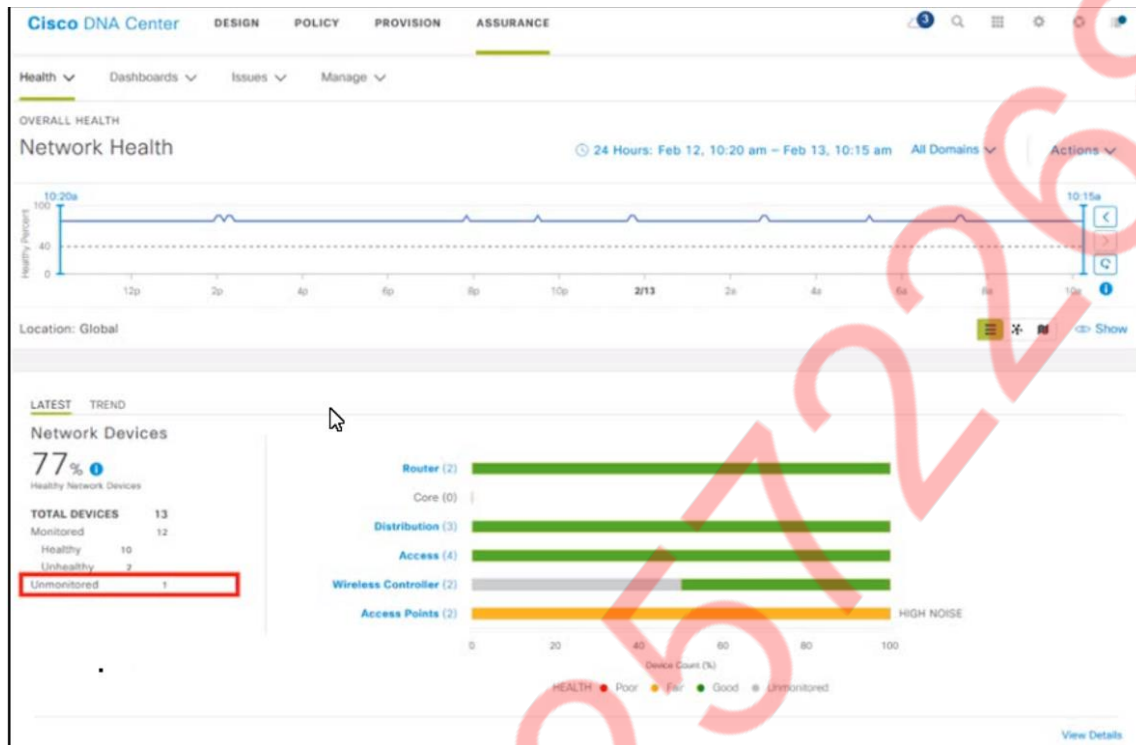 Cisco DNA Center DESIGN POLICY PROVISION ASSURANCE 3
Health Dashboards Issues Manage
OVERALL HEALTH
Network Health 24 Hours: Feb 12, 10:20 am – Feb 13, 10:15 am All Domains Actions
10:20a 10:15a
100
Healthy Percent
40
0
12p 2p 4p 6p 8p 10p 2/13 2a 4a 6a 8a 10a
Location: Global Show
LATEST TREND
Network Devices
77%
Healthy Network Devices
TOTAL DEVICES 13
Monitored 12
Healthy 10
Unhealthy 2
Unmonitored 1
Router (2)
Core (0)
Distribution (3)
Access (4)
Wireless Controller (2)
Access Points (2) HIGH NOISE
0 20 40 60 80 100
Device Count (%)
HEALTH Poor Fair Good Unmonitored
View Details